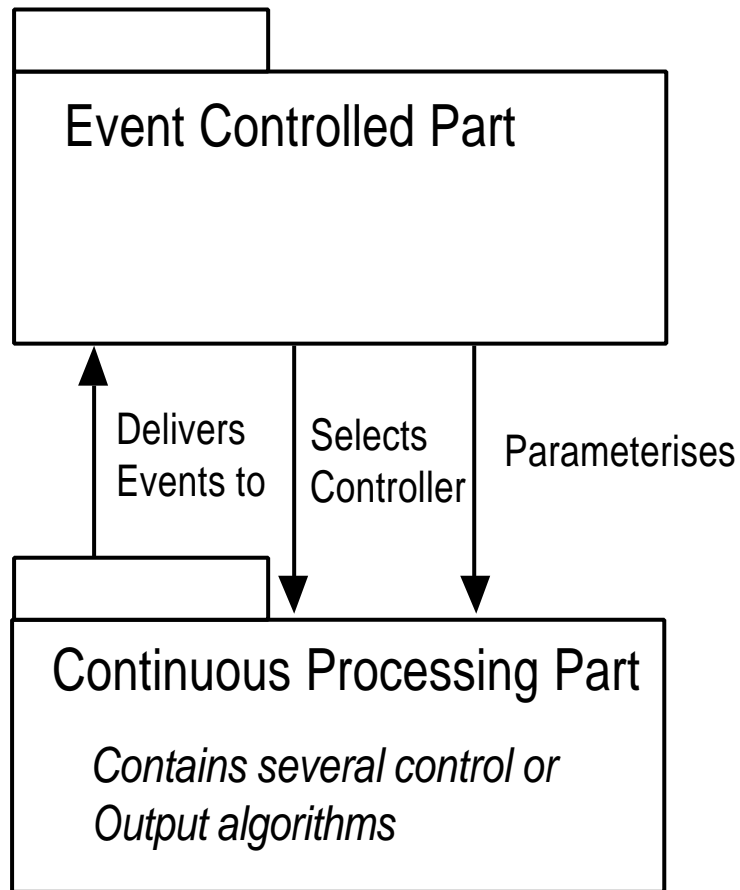 Event Controlled Part
Delivers
Events to
Selects
Controller
Parameterises
Continuous Processing Part
Contains several control or
Output algorithms